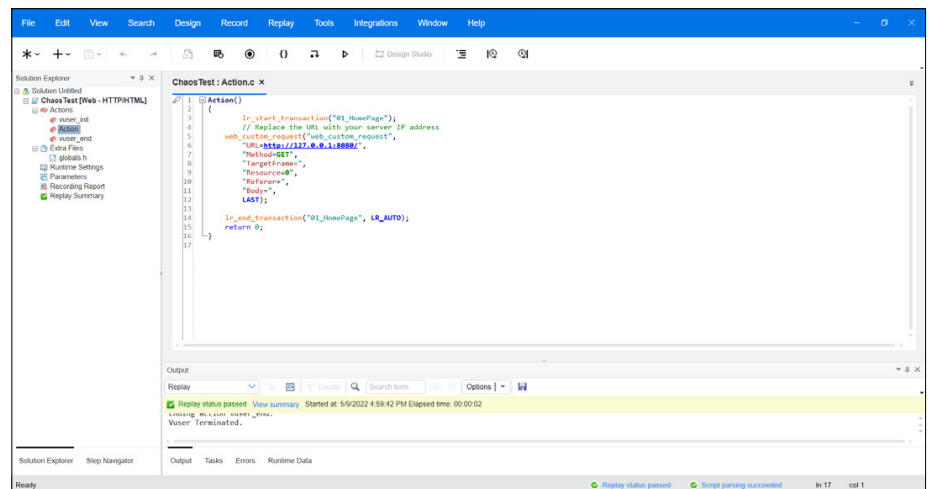 File Edit View Search Design Record Replay Tools Integrations Window Help
Design Studio
Solution Explorer
Solution Untitled
ChaosTest [Web - HTTP/HTML]
Actions
vuser_init
Action
vuser_end
Extra Files
globals.h
Runtime Settings
Parameters
Recording Report
Replay Summary
Solution Explorer Step Navigator
ChaosTest : Action.c ×
1 Action()
2 {
3 lr_start_transaction("01_HomePage");
4 // Replace the URL with your server IP address
5 web_custom_request("web_custom_request",
6 "URL=http://127.0.0.1:8080/",
7 "Method=GET",
8 "TargetFrame=",
9 "Resource=0",
10 "Referer=",
11 "Body=",
12 LAST);
13
14 lr_end_transaction("01_HomePage", LR_AUTO);
15 return 0;
16 }
17
Output
Replay Locate Search term Options
Replay status passed View summary Started at: 5/9/2022 4:59:42 PM Elapsed time: 00:00:02
Ending action vuser_end.
Vuser Terminated.
Output Tasks Errors Runtime Data
Ready Replay status passed Script parsing succeeded ln 17 col 1